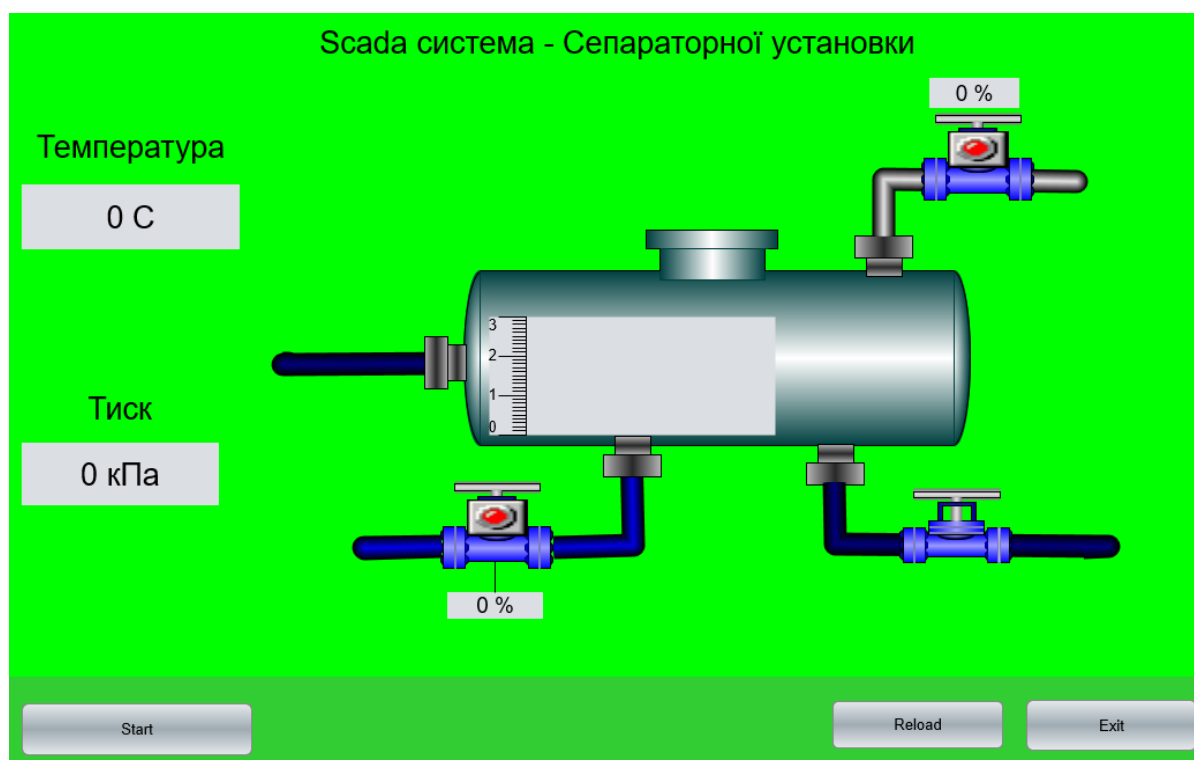 Scada система - Сепараторної установки
0 %
Температура
0 C
3
2
1
0
Тиск
0 кПа
0 %
Start
Reload
Exit